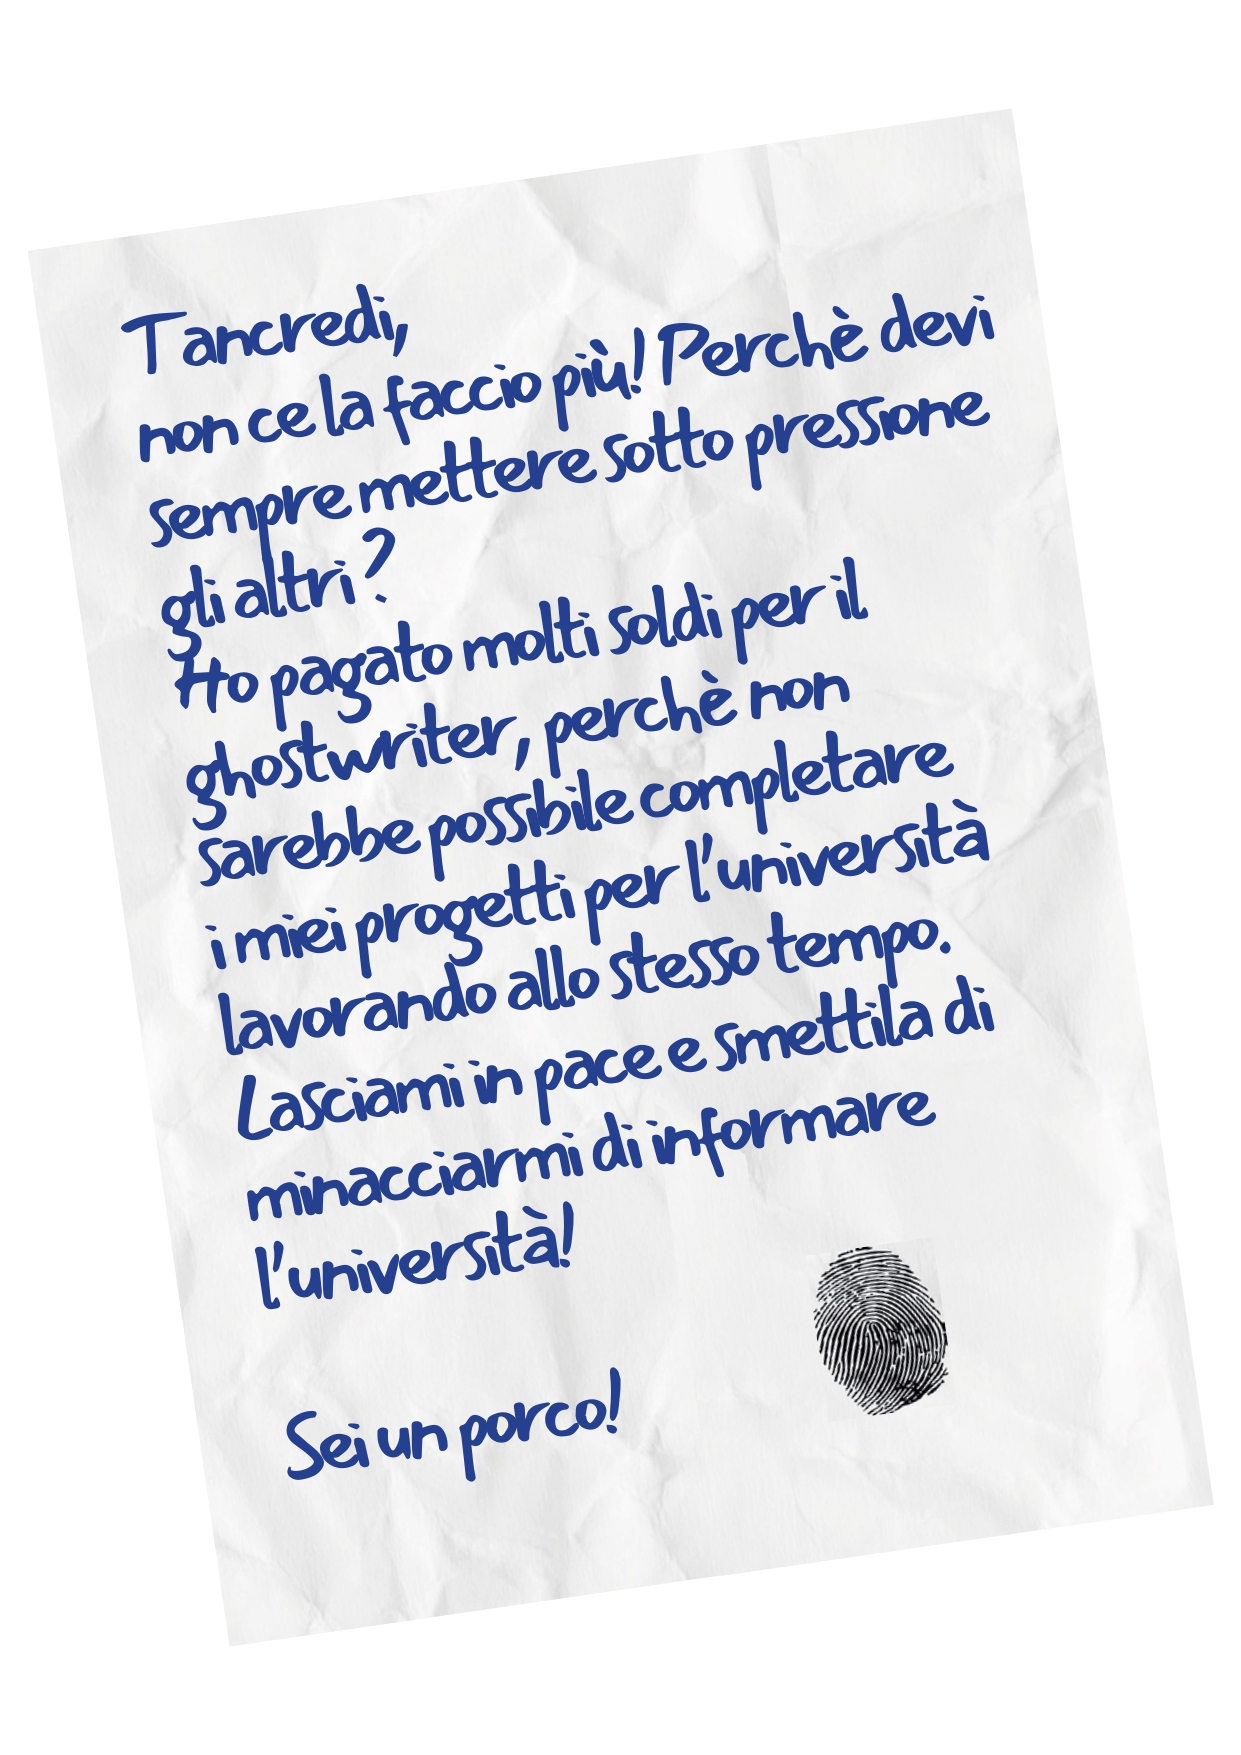 Tancredi,
non ce la faccio più! Perchè devi
sempre mettere sotto pressione
gli altri?
Ho pagato molti soldi per il
ghostwriter, perchè non
sarebbe possibile completare
i miei progetti per l'università
lavorando allo stesso tempo.
Lasciami in pace e smettila di
minacciarmi di informare
l'università!
Sei un porco!